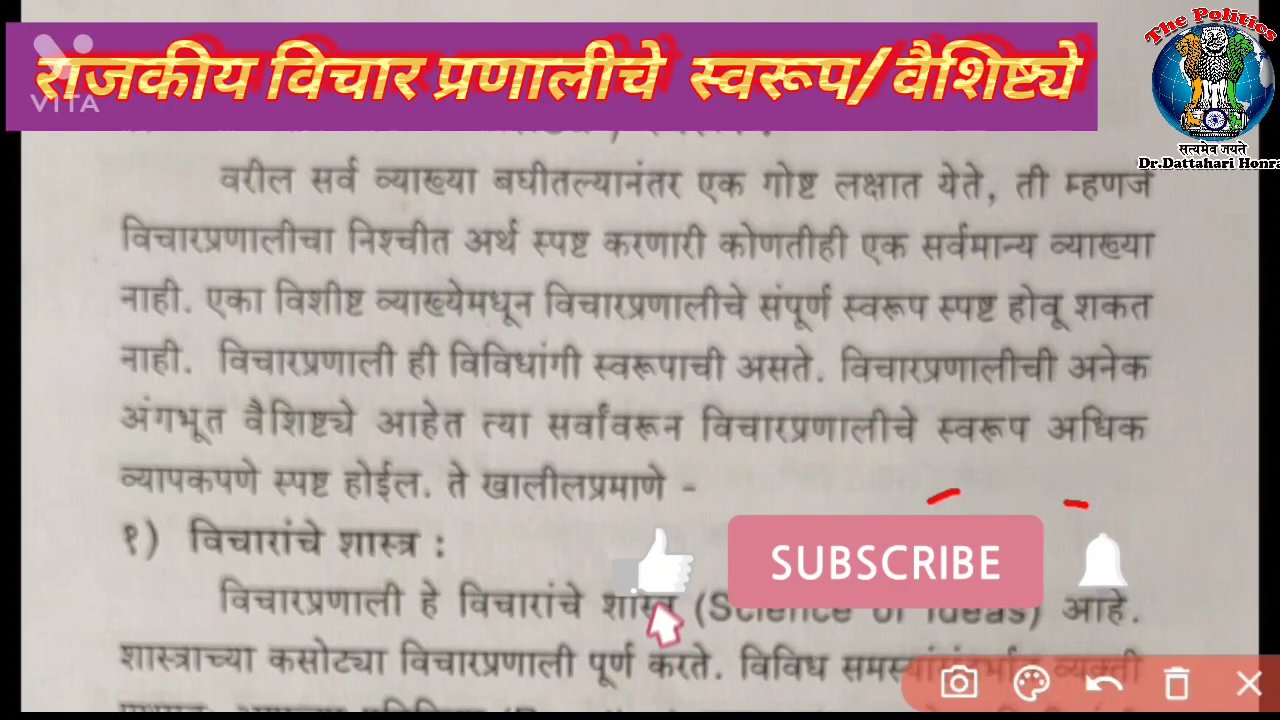 राजकीय विचार प्रणालीचे स्वरूप/ वैशिष्ट्ये
VITA
The Politics
सत्यमेव जयते
Dr.Dattahari Honra
वरील सर्व व्याख्या बघीतल्यानंतर एक गोष्ट लक्षात येते, ती म्हणजे
विचारप्रणालीचा निश्चीत अर्थ स्पष्ट करणारी कोणतीही एक सर्वमान्य व्याख्या
नाही. एका विशीष्ट व्याख्येमधून विचारप्रणालीचे संपूर्ण स्वरूप स्पष्ट होवू शकत
नाही. विचारप्रणाली ही विविधांगी स्वरूपाची असते. विचारप्रणालीची अनेक
अंगभूत वैशिष्ट्ये आहेत त्या सर्वांवरून विचारप्रणालीचे स्वरूप अधिक
व्यापकपणे स्पष्ट होईल. ते खालीलप्रमाणे -
१) विचारांचे शास्त्र :
SUBSCRIBE
विचारप्रणाली हे विचारांचे शास्त्र (Science of Ideas) आहे.
शास्त्राच्या कसोट्या विचारप्रणाली पूर्ण करते. विविध व्यक्ती